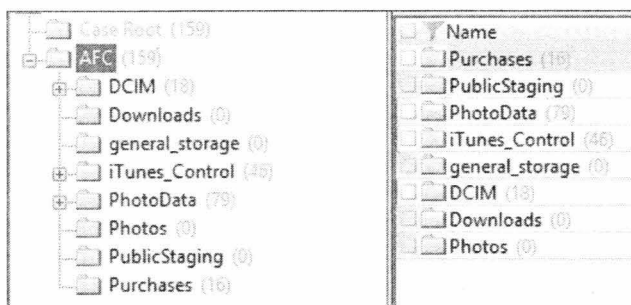 Case Root (159)
AFC (159)
DCIM (18)
Downloads (0)
general_storage (0)
iTunes_Control (46)
PhotoData (79)
Photos (0)
PublicStaging (0)
Purchases (16)
Name
Purchases (16)
PublicStaging (0)
PhotoData (79)
iTunes_Control (46)
general_storage (0)
DCIM (18)
Downloads (0)
Photos (0)